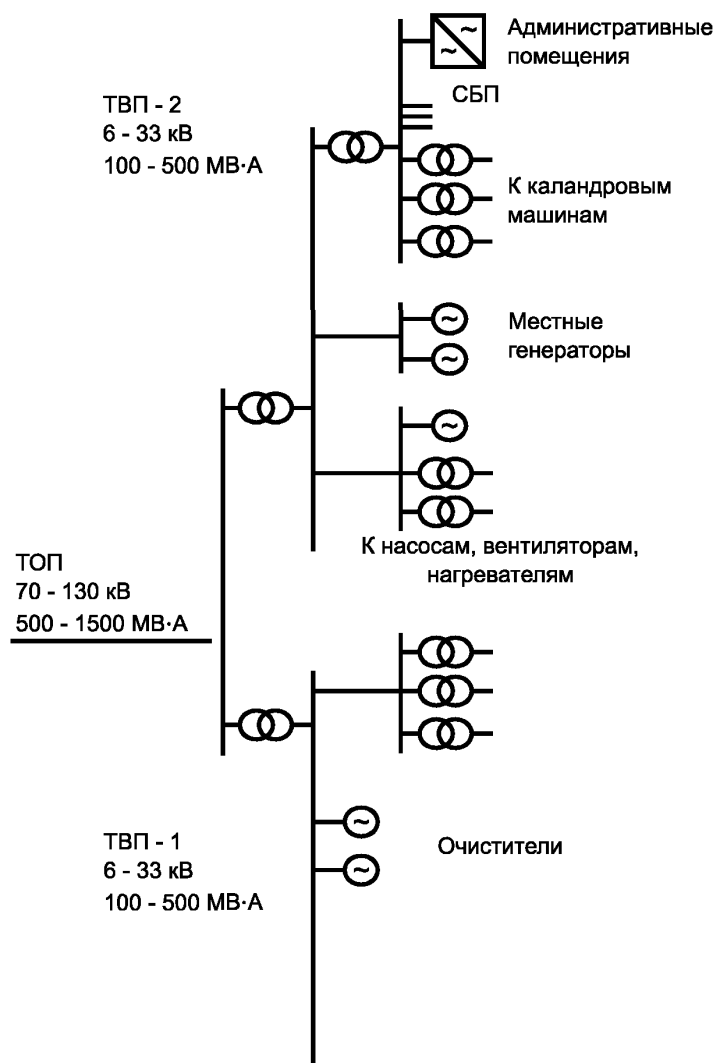 Административные
помещения
СБП
ТВП - 2
6 - 33 кВ
100 - 500 МВ·А
К каландровым
машинам
Местные
генераторы
К насосам, вентиляторам,
нагревателям
ТОП
70 - 130 кВ
500 - 1500 МВ·А
ТВП - 1
6 - 33 кВ
100 - 500 МВ·А
Очистители